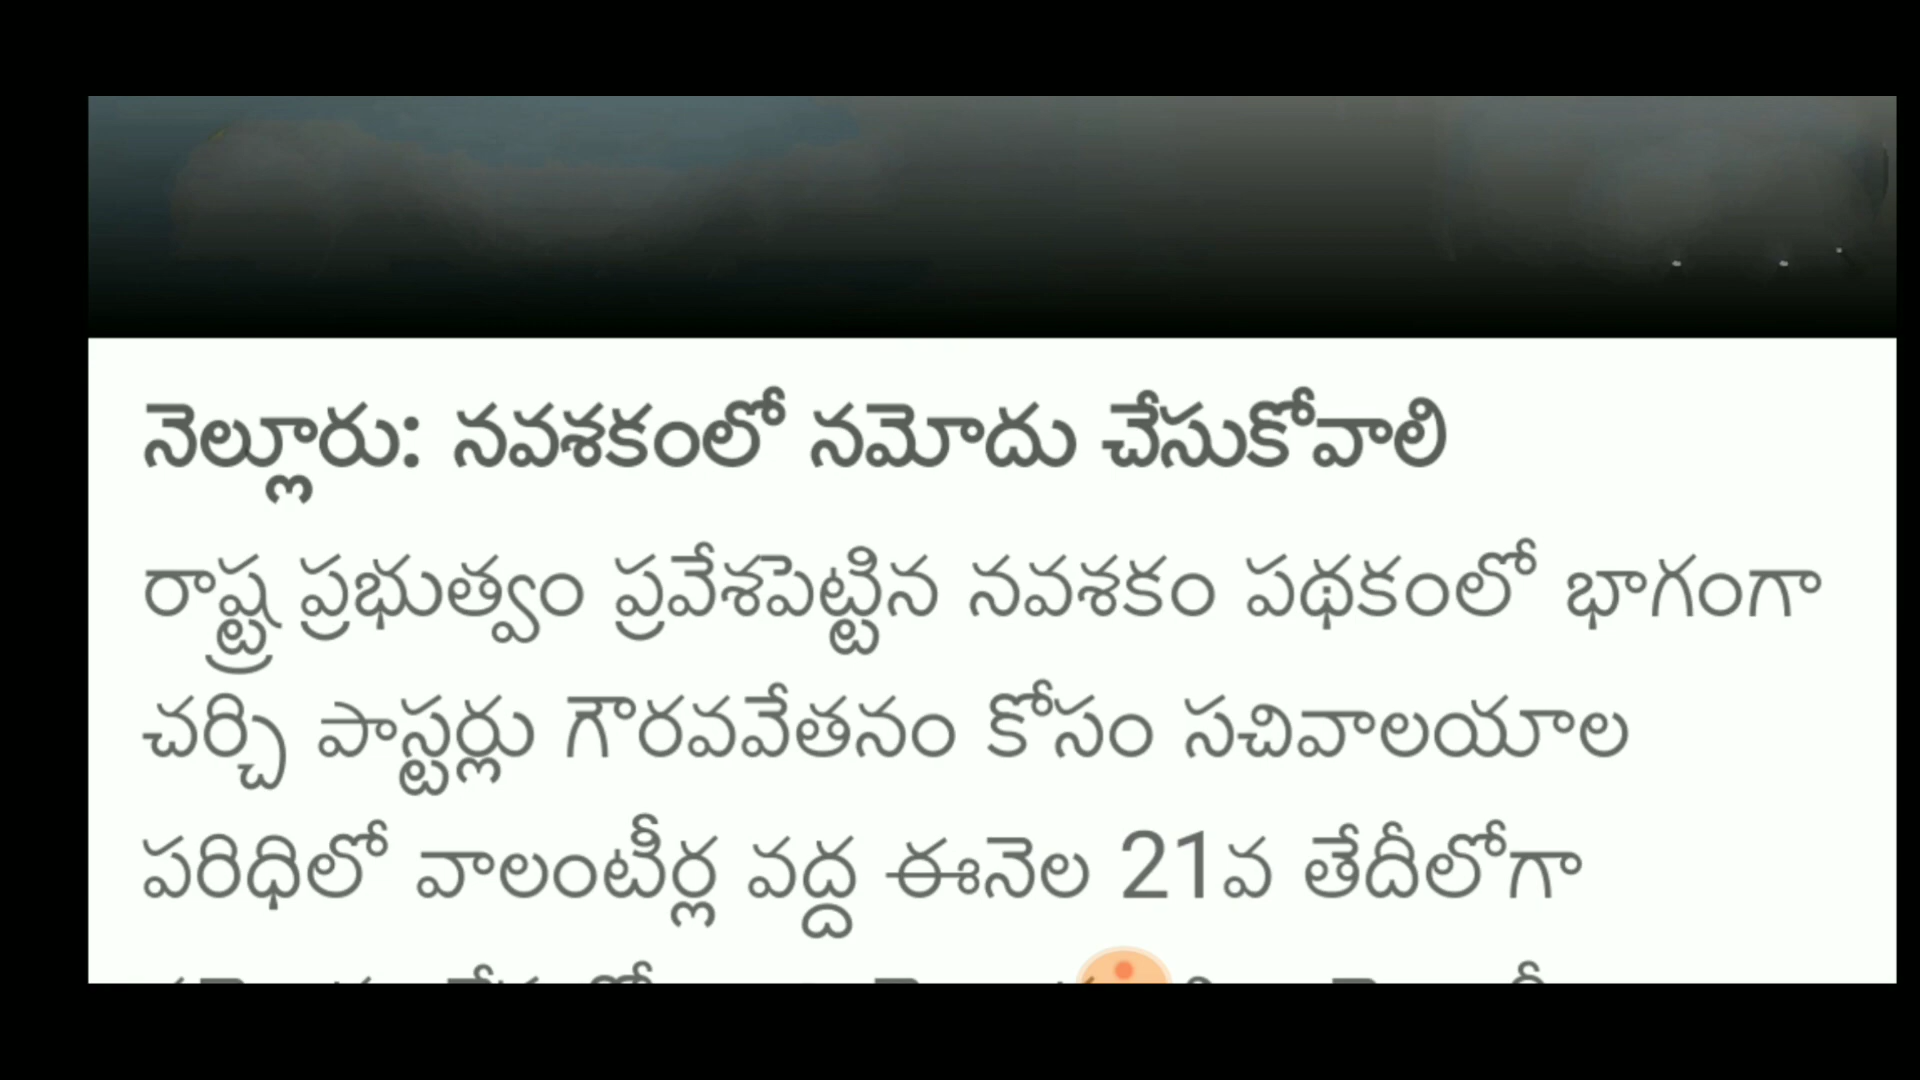 నెల్లూరు: నవశకంలో నమోదు చేసుకోవాలి
రాష్ట్ర ప్రభుత్వం ప్రవేశపెట్టిన నవశకం పథకంలో భాగంగా
చర్చి పాస్టర్లు గౌరవవేతనం కోసం సచివాలయాల
పరిధిలో వాలంటీర్ల వద్ద ఈనెల 21వ తేదీలోగా